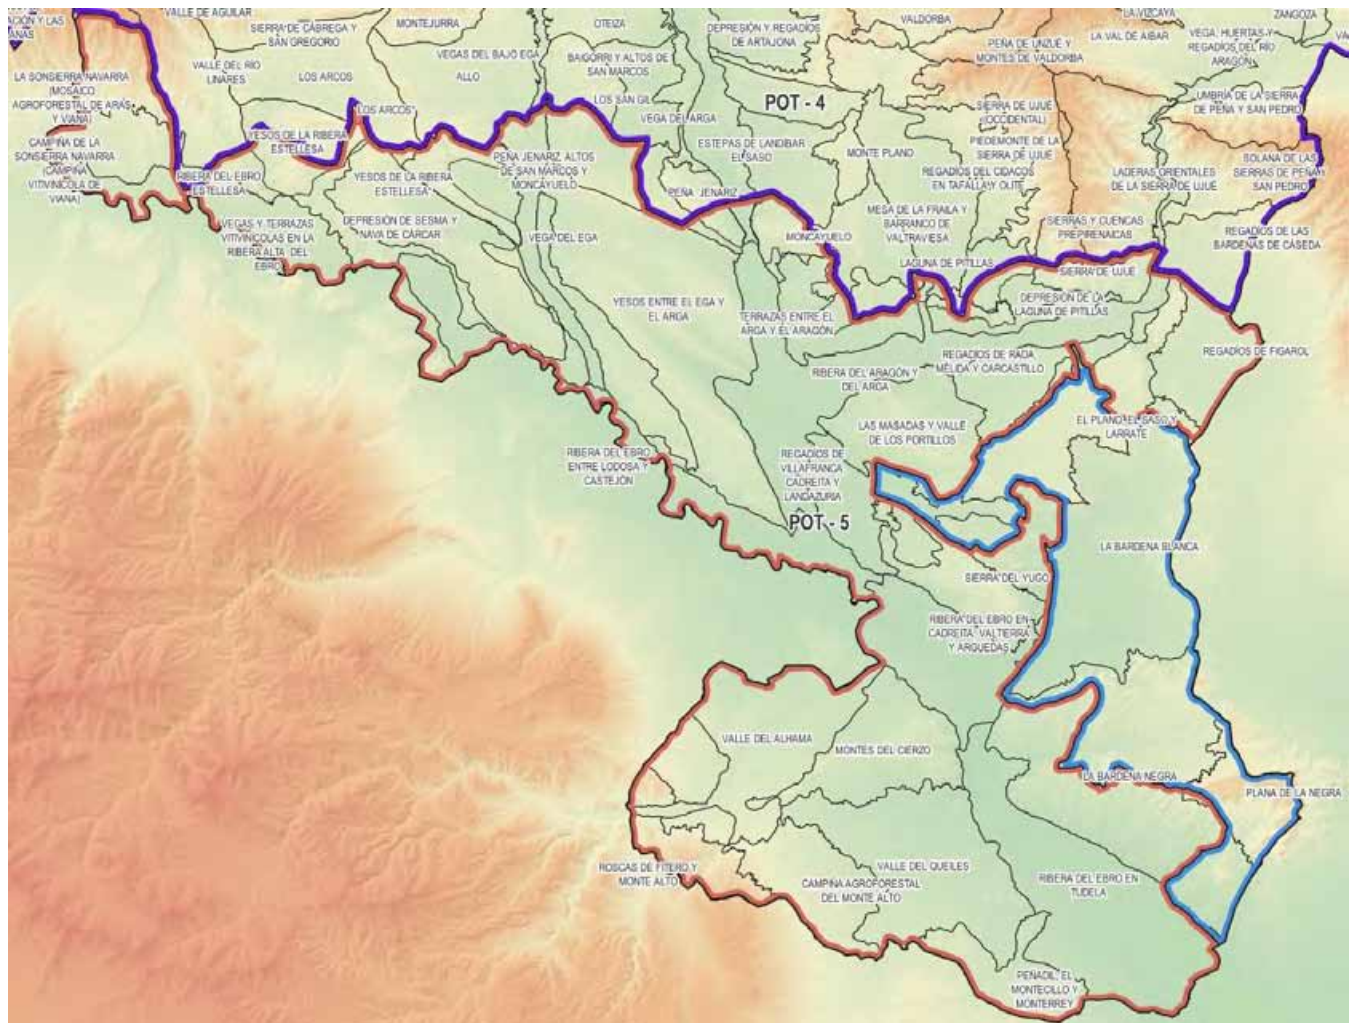 VALLE DE AGUILAR
SIERRA DE CÁBREGA Y
SAN GREGORIO
MONTEJURRA
OTEIZA
DEPRESIÓN Y REGADÍOS
DE ARTAJONA
VALDORBA
LA VIZCAYA
LA VAL DE AIBAR
ZANGOZA
VEGA, HUERTAS Y
REGADÍOS DEL RÍO
ARAGÓN
PEÑA DE UNZUE Y
MONTES DE VALDORBA
LA SONSIERRA NAVARRA
(MOSAICO
AGROFORESTAL DE ARAS
Y VIANA)
VALLE DEL RÍO
LINARES
LOS ARCOS
VEGAS DEL BAJO EGA
ALLO
BAIGORRI Y ALTOS DE
SAN MARCOS
LOS SAN GIL
VEGA DEL ARGA
POT - 4
SIERRA DE UJUE
(OCCIDENTAL)
PIEDEMONTE DE LA
SIERRA DE UJUE
UMBRÍA DE LA SIERRA
DE PEÑA Y SAN PEDRO
CAMPIÑA DE LA
SONSIERRA NAVARRA
(CAMPIÑA
VITIVINÍCOLA DE
VIANA)
LOS ARCOS
YESOS DE LA RIBERA
ESTELLESA
RIBERA DEL EBRO
ESTELLESA
YESOS DE LA RIBERA
ESTELLESA
PEÑA JENARIZ, ALTOS
DE SAN MARCOS Y
MONCAYUELO
ESTEPAS DE LANDIBAR
EL SASO
PEÑA JENARIZ
MONTE PLANO
REGADÍOS DEL CIDACOS
EN TAFALLA Y OLITE
LADERAS ORIENTALES
DE LA SIERRA DE UJUE
SOLANA DE LAS
SIERRAS DE PEÑA Y
SAN PEDRO
VEGAS Y TERRAZAS
VITIVINÍCOLAS EN LA
RIBERA ALTA DEL
EBRO
DEPRESIÓN DE SESMA Y
NAVA DE CÁRCAR
VEGA DEL EGA
MONCAYUELO
MESA DE LA FRAILA Y
BARRANCO DE
VALTRAVIESA
SIERRAS Y CUENCAS
PREPIRENAICAS
REGADÍOS DE LAS
BARDENAS DE CÁSEDA
LAGUNA DE PITILLAS
SIERRA DE UJUE
DEPRESIÓN DE LA
LAGUNA DE PITILLAS
YESOS ENTRE EL EGA Y
EL ARGA
TERRAZAS ENTRE EL
ARGA Y EL ARAGÓN
RIBERA DEL ARAGÓN Y
DEL ARGA
REGADÍOS DE RADA,
MÉLIDA Y CARCASTILLO
REGADÍOS DE FIGAROL
LAS MASADAS Y VALLE
DE LOS PORTILLOS
EL PLANO, EL SASO Y
LARRATE
RIBERA DEL EBRO
ENTRE LODOSA Y
CASTEJÓN
REGADÍOS DE
VILLAFRANCA
CADREITA Y
LANDAZURIA
POT - 5
LA BARDENA BLANCA
SIERRA DEL YUGO
RIBERA DEL EBRO EN
CADREITA, VALTIERRA
Y ARGUEDAS
VALLE DEL ALHAMA
MONTES DEL CIERZO
LA BARDENA NEGRA
PLANA DE LA NEGRA
ROSCAS DE FITERO Y
MONTE ALTO
VALLE DEL QUEILES
CAMPIÑA AGROFORESTAL
DEL MONTE ALTO
RIBERA DEL EBRO EN
TUDELA
PEÑADIL, EL
MONTECILLO Y
MONTERREY